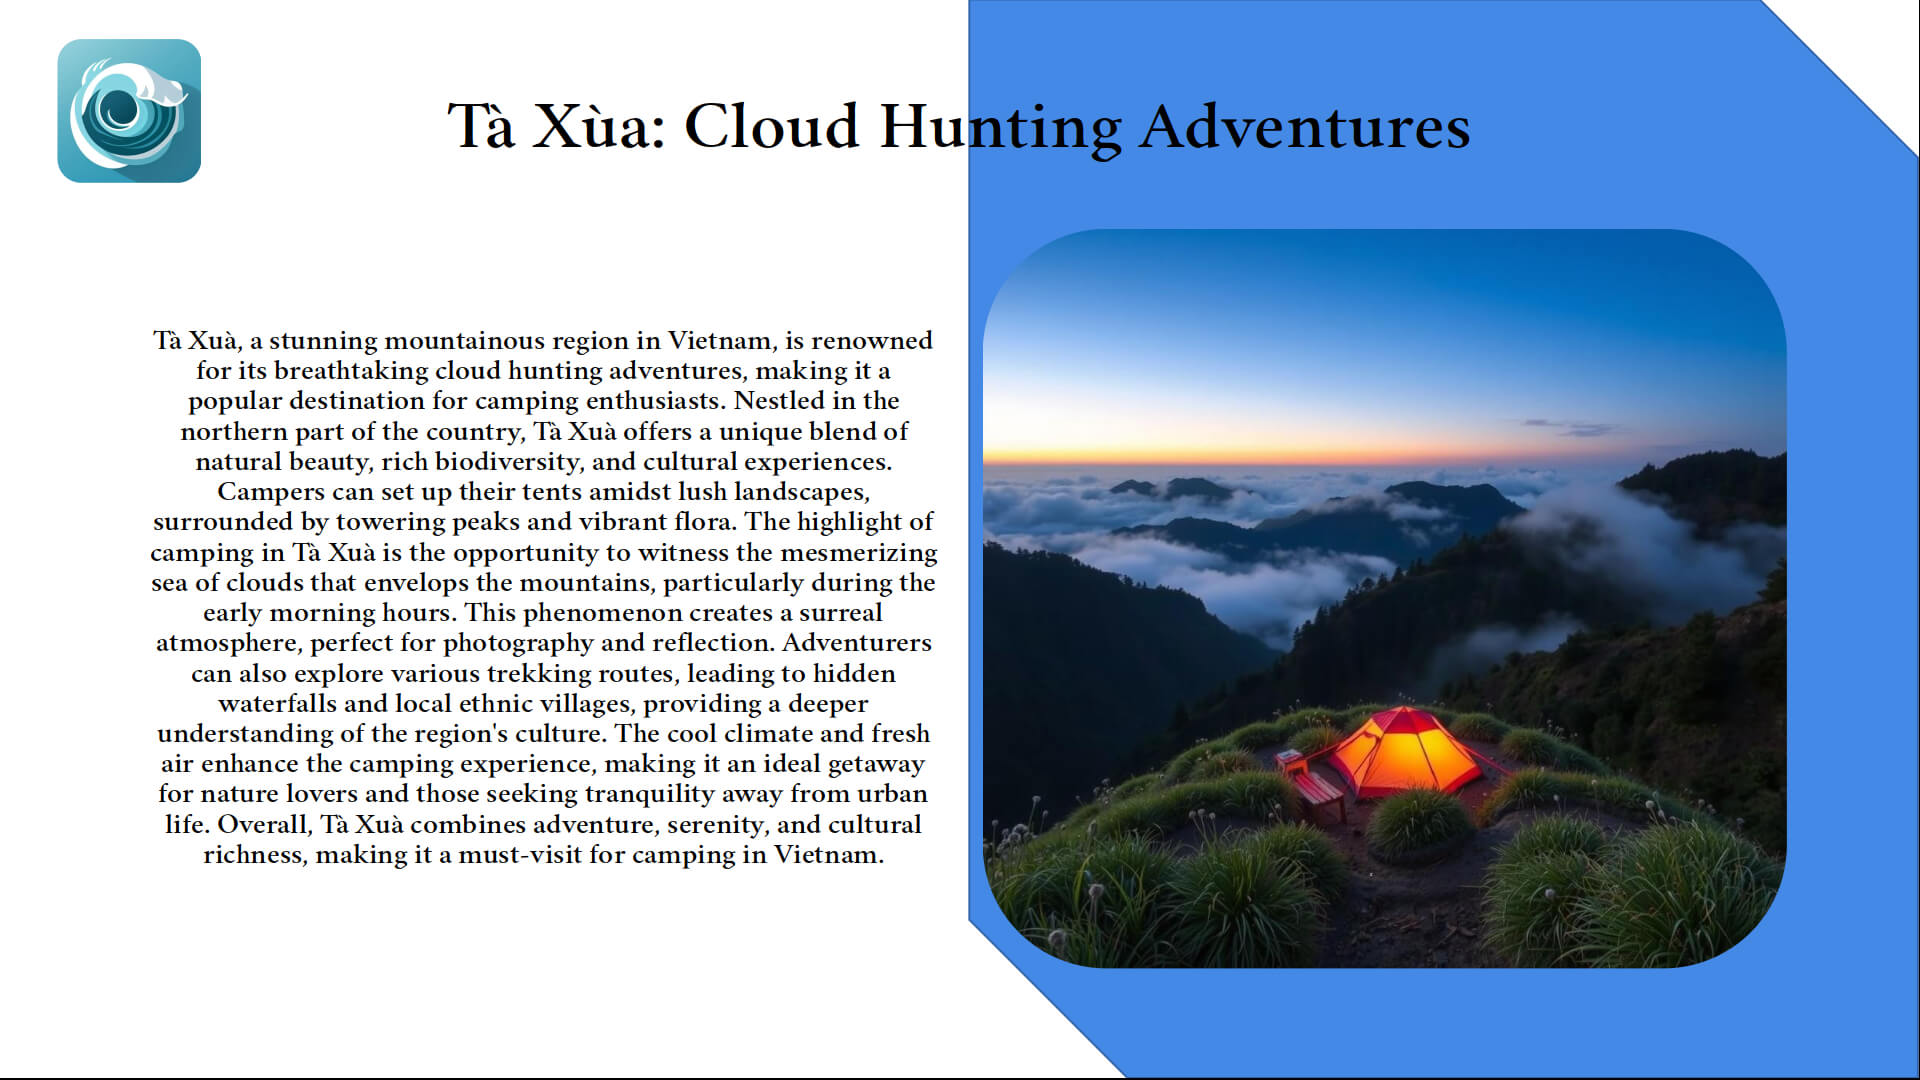 Tà Xùa: Cloud Hunting Adventures
Tà Xuà, a stunning mountainous region in Vietnam, is renowned
for its breathtaking cloud hunting adventures, making it a
popular destination for camping enthusiasts. Nestled in the
northern part of the country, Tà Xuà offers a unique blend of
natural beauty, rich biodiversity, and cultural experiences.
Campers can set up their tents amidst lush landscapes,
surrounded by towering peaks and vibrant flora. The highlight of
camping in Tà Xuà is the opportunity to witness the mesmerizing
sea of clouds that envelops the mountains, particularly during the
early morning hours. This phenomenon creates a surreal
atmosphere, perfect for photography and reflection. Adventurers
can also explore various trekking routes, leading to hidden
waterfalls and local ethnic villages, providing a deeper
understanding of the region's culture. The cool climate and fresh
air enhance the camping experience, making it an ideal getaway
for nature lovers and those seeking tranquility away from urban
life. Overall, Tà Xuà combines adventure, serenity, and cultural
richness, making it a must-visit for camping in Vietnam.